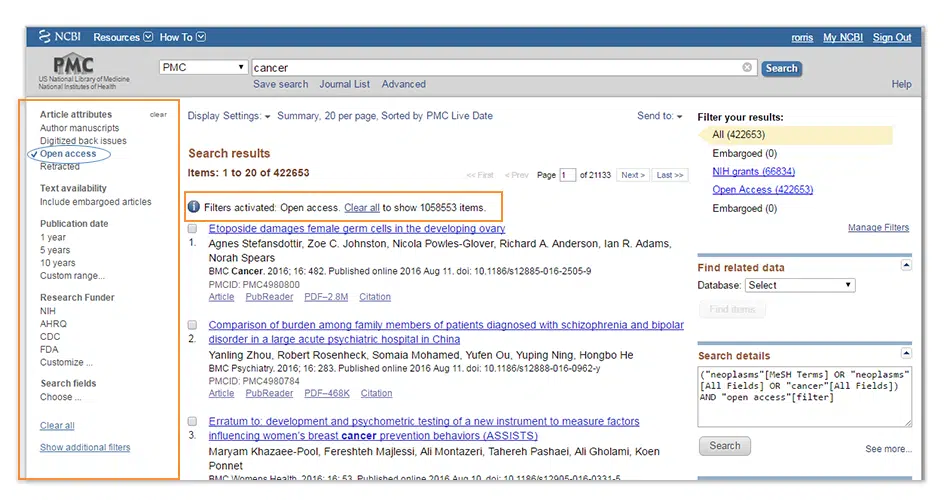 NCBI Resources How To rorris My NCBI Sign Out
PMC
US National Library of Medicine
National Institutes of Health
PMC cancer Search
Save search Journal List Advanced Help
Article attributes clear
Author manuscripts
Digitized back issues
Open access
Retracted
Text availability
Include embargoed articles
Publication date
1 year
5 years
10 years
Custom range...
Research Funder
NIH
AHRQ
CDC
FDA
Customize ...
Search fields
Choose ...
Clear all
Show additional filters
Display Settings: Summary, 20 per page, Sorted by PMC Live Date Send to:
Search results
Items: 1 to 20 of 422653
<< First < Prev Page 1 of 21133 Next > Last >>
Filters activated: Open access. Clear all to show 1058553 items.
Etoposide damages female germ cells in the developing ovary
1. Agnes Stefansdottir, Zoe C. Johnston, Nicola Powles-Glover, Richard A. Anderson, Ian R. Adams,
Norah Spears
BMC Cancer. 2016; 16: 482. Published online 2016 Aug 11. doi: 10.1186/s12885-016-2505-9
PMCID: PMC4980800
Article PubReader PDF–2.8M Citation
Comparison of burden among family members of patients diagnosed with schizophrenia and bipolar
2. disorder in a large acute psychiatric hospital in China
Yanling Zhou, Robert Rosenheck, Somaia Mohamed, Yufen Ou, Yuping Ning, Hongbo He
BMC Psychiatry. 2016; 16: 283. Published online 2016 Aug 11. doi: 10.1186/s12888-016-0962-y
PMCID: PMC4980784
Article PubReader PDF–468K Citation
Erratum to: development and psychometric testing of a new instrument to measure factors
3. influencing women's breast cancer prevention behaviors (ASSISTS)
Maryam Khazaee-Pool, Fereshteh Majlessi, Ali Montazeri, Tahereh Pashaei, Ali Gholami, Koen
Ponnet
BMC Womens Health. 2016; 16: 53. Published online 2016 Aug 11. doi: 10.1186/s12905-016-0331-5
Filter your results:
All (422653)
Embargoed (0)
NIH grants (66834)
Open Access (422653)
Manage Filters
Find related data
Database: Select
Find items
Search details
("neoplasms"[MeSH Terms] OR "neoplasms"
[All Fields] OR "cancer"[All Fields])
AND "open access"[filter]
Search See more...